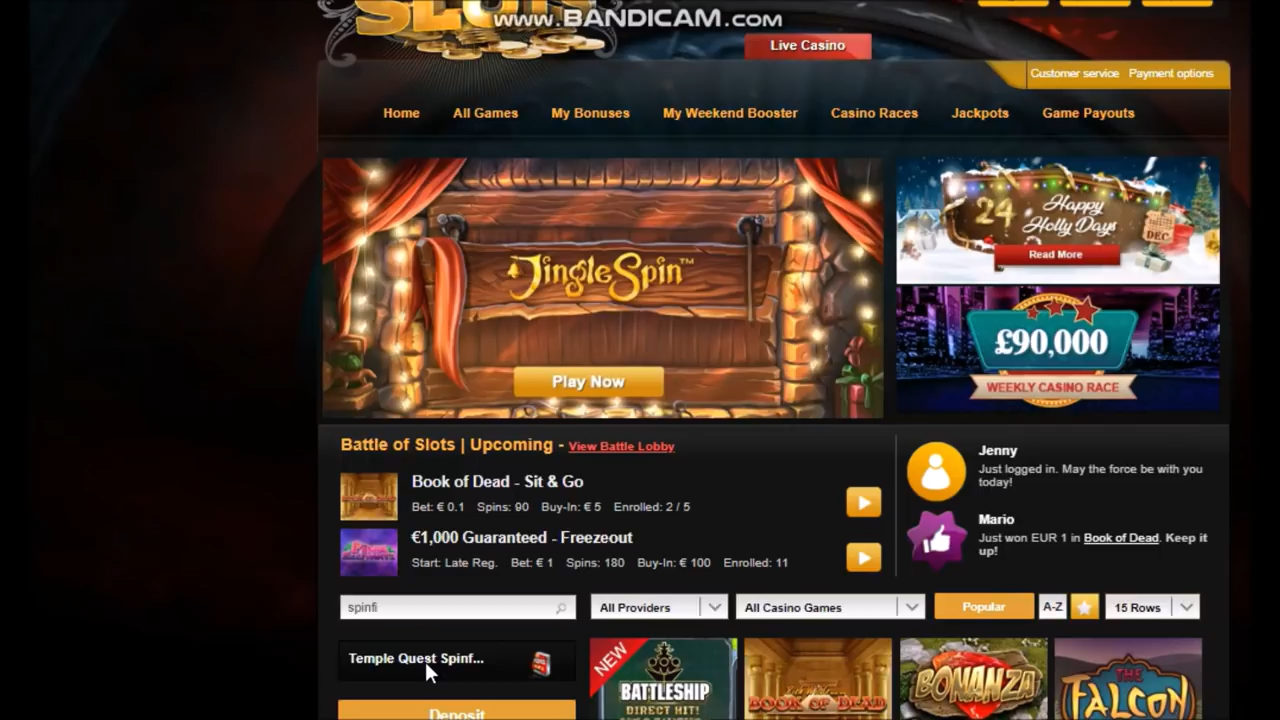 SLOTS
www.BANDICAM.com
Live Casino
Customer service Payment options
Home All Games My Bonuses My Weekend Booster Casino Races Jackpots Game Payouts
JingleSpin™
Play Now
24 Happy
Holly Days
DEC
Read More
£90,000
WEEKLY CASINO RACE
Battle of Slots | Upcoming - View Battle Lobby
Book of Dead - Sit & Go
Bet: € 0.1 Spins: 90 Buy-In: € 5 Enrolled: 2 / 5
€1,000 Guaranteed - Freezeout
Start: Late Reg. Bet: € 1 Spins: 180 Buy-In: € 100 Enrolled: 11
Jenny
Just logged in. May the force be with you
today!
Mario
Just won EUR 1 in Book of Dead. Keep it
up!
spinfi
All Providers
All Casino Games
Popular
A-Z
15 Rows
Temple Quest Spinf...
Deposit
NEW
BATTLESHIP
DIRECT HIT!
BOOK OF DEAD
BONANZA
THE
FALCON